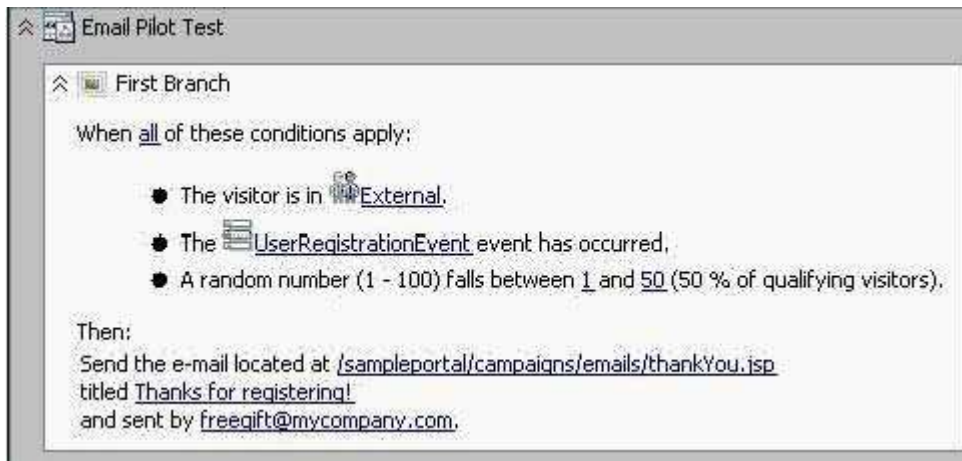 Email Pilot Test
First Branch
When all of these conditions apply:
The visitor is in External.
The UserRegistrationEvent event has occurred.
A random number (1 - 100) falls between 1 and 50 (50 % of qualifying visitors).
Then:
Send the e-mail located at /sampleportal/campaigns/emails/thankYou.jsp
titled Thanks for registering!
and sent by freegift@mycompany.com.